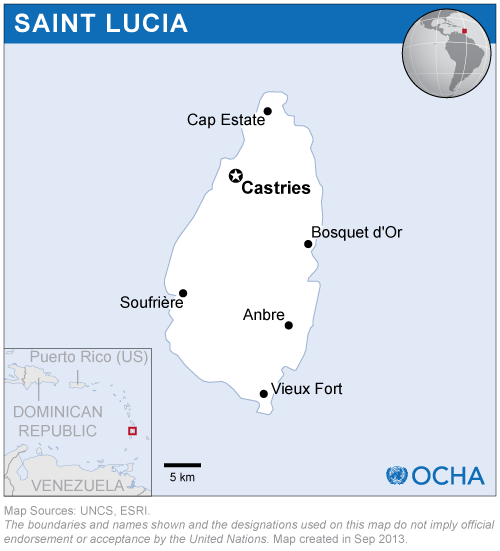 SAINT LUCIA
Cap Estate
Castries
Bosquet d'Or
Soufrière
Anbre
Vieux Fort
Puerto Rico (US)
DOMINICAN
REPUBLIC
VENEZUELA
5 km
OCHA
Map Sources: UNCS, ESRI.
The boundaries and names shown and the designations used on this map do not imply official
endorsement or acceptance by the United Nations. Map created in Sep 2013.